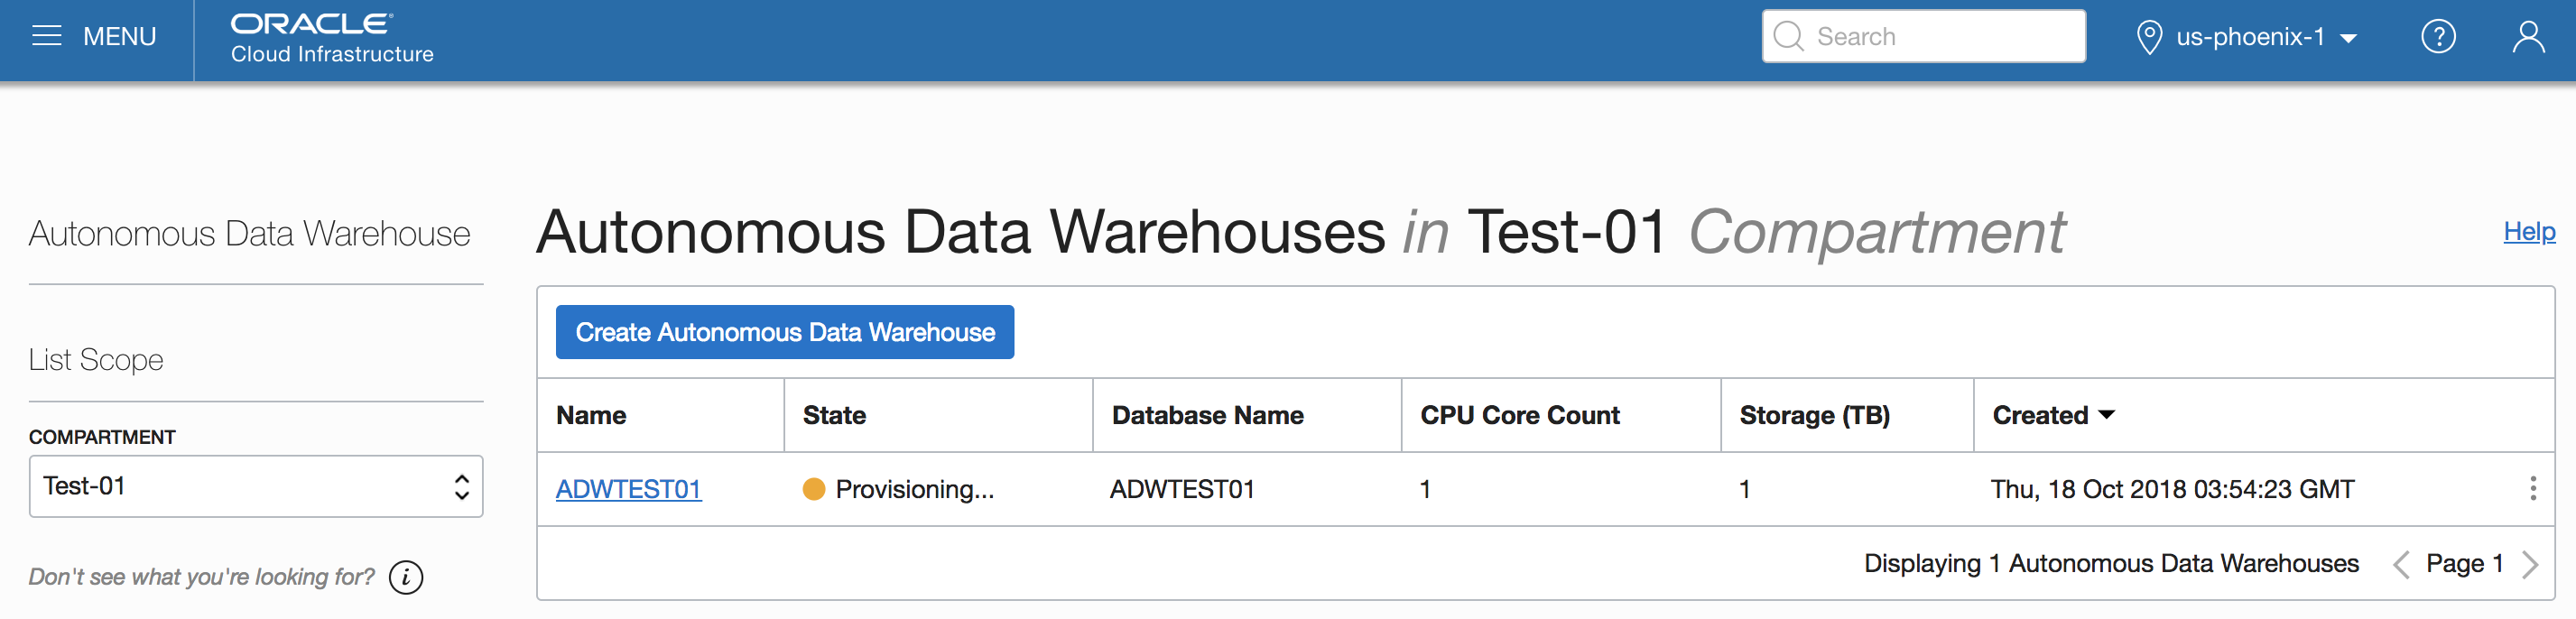 MENU
ORACLE®
Cloud Infrastructure
Search
us-phoenix-1
?
Autonomous Data Warehouse
List Scope
COMPARTMENT
Test-01
Don't see what you're looking for? i
Autonomous Data Warehouses in Test-01 Compartment
Help
Create Autonomous Data Warehouse
Name State Database Name CPU Core Count Storage (TB) Created
ADWTEST01 Provisioning... ADWTEST01 1 1 Thu, 18 Oct 2018 03:54:23 GMT
Displaying 1 Autonomous Data Warehouses Page 1